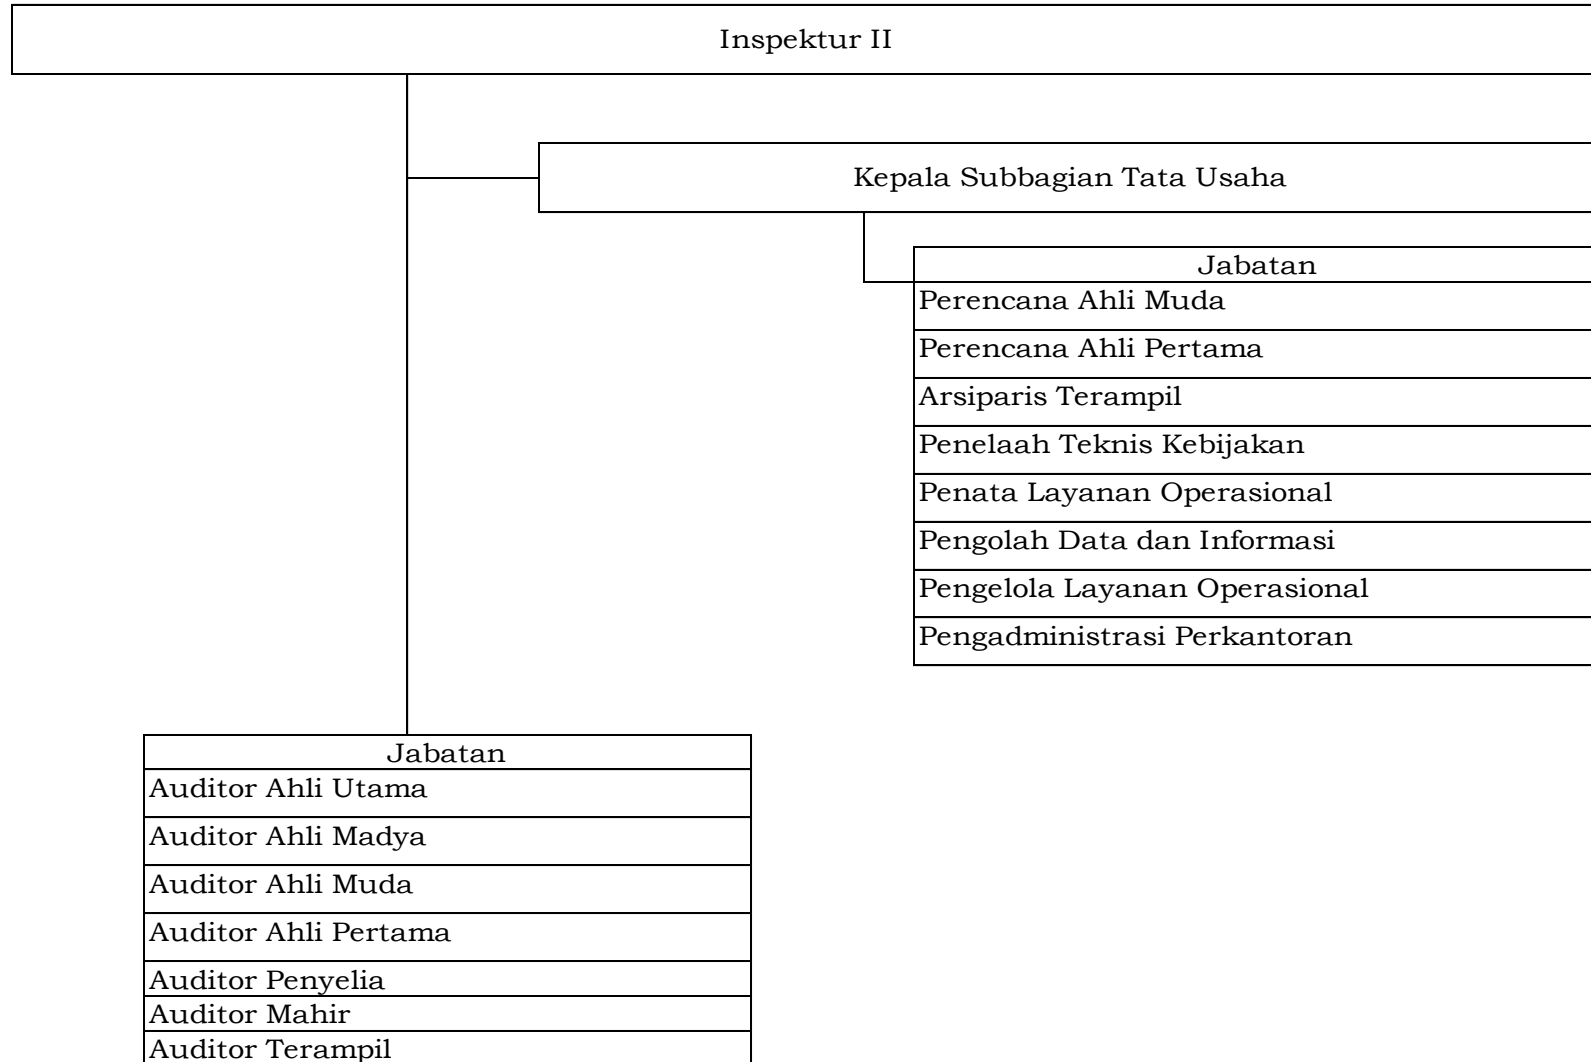 Inspektur II
Kepala Subbagian Tata Usaha
Jabatan
Perencana Ahli Muda
Perencana Ahli Pertama
Arsiparis Terampil
Penelaah Teknis Kebijakan
Penata Layanan Operasional
Pengolah Data dan Informasi
Pengelola Layanan Operasional
Pengadministrasi Perkantoran
Jabatan
Auditor Ahli Utama
Auditor Ahli Madya
Auditor Ahli Muda
Auditor Ahli Pertama
Auditor Penyelia
Auditor Mahir
Auditor Terampil